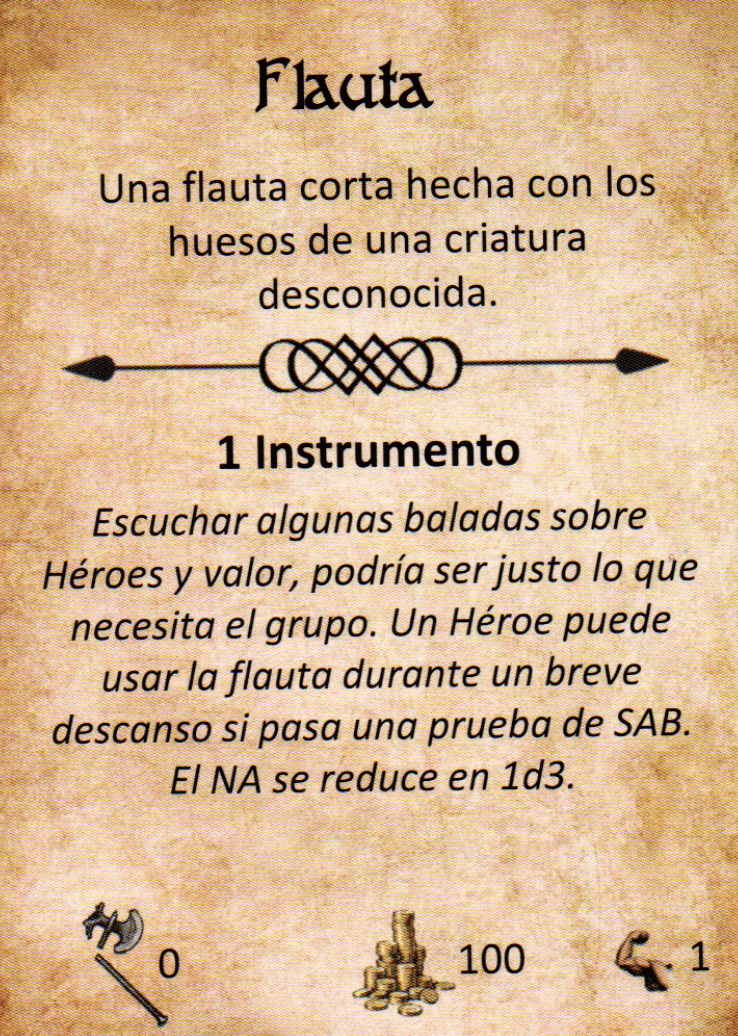 Flauta
Una flauta corta hecha con los
huesos de una criatura
desconocida.
1 Instrumento
Escuchar algunas baladas sobre
Héroes y valor, podría ser justo lo que
necesita el grupo. Un Héroe puede
usar la flauta durante un breve
descanso si pasa una prueba de SAB.
El NA se reduce en 1d3.
0 100 1